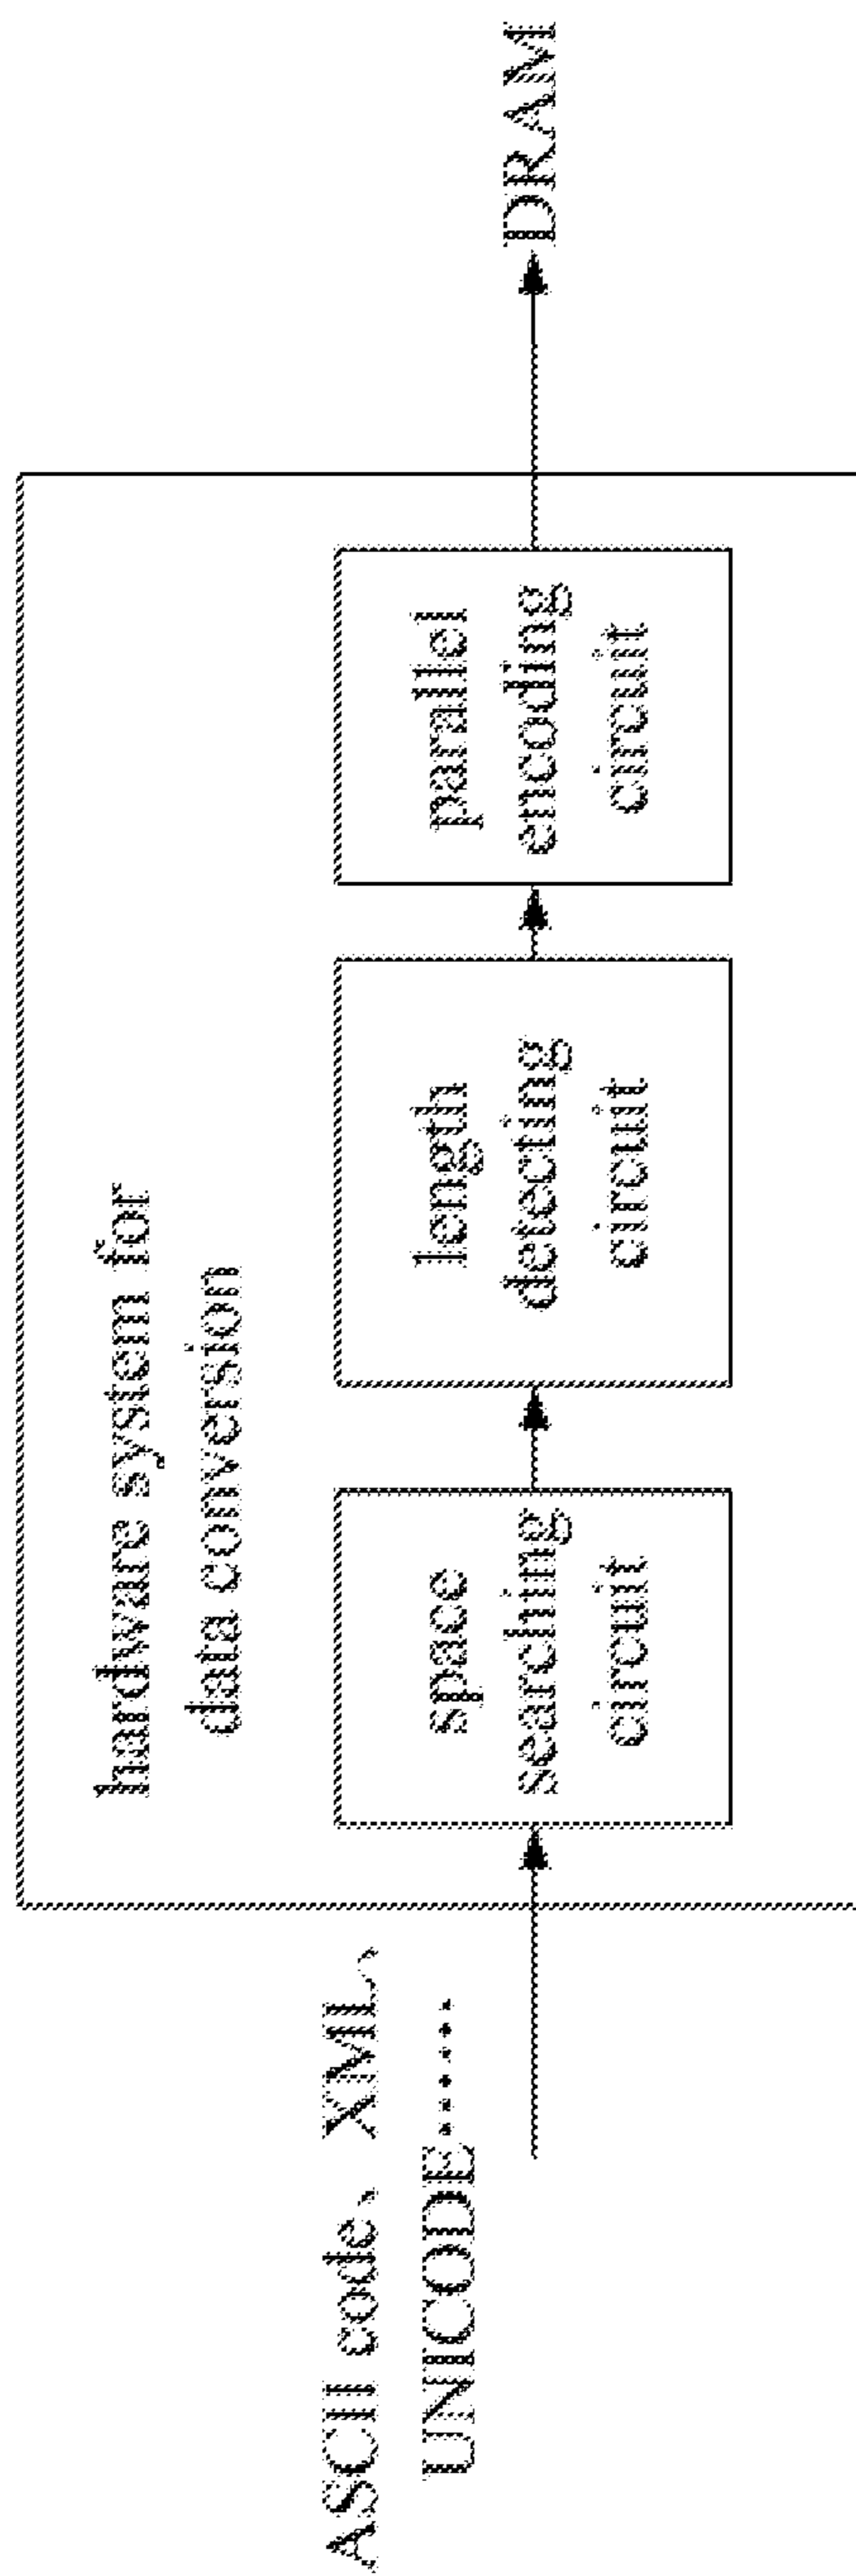 ASCII code、 XML、
UNICODE······
hardware system for
data conversion
space
searching
circuit
length
detecting
circuit
parallel
encoding
circuit
DRAM